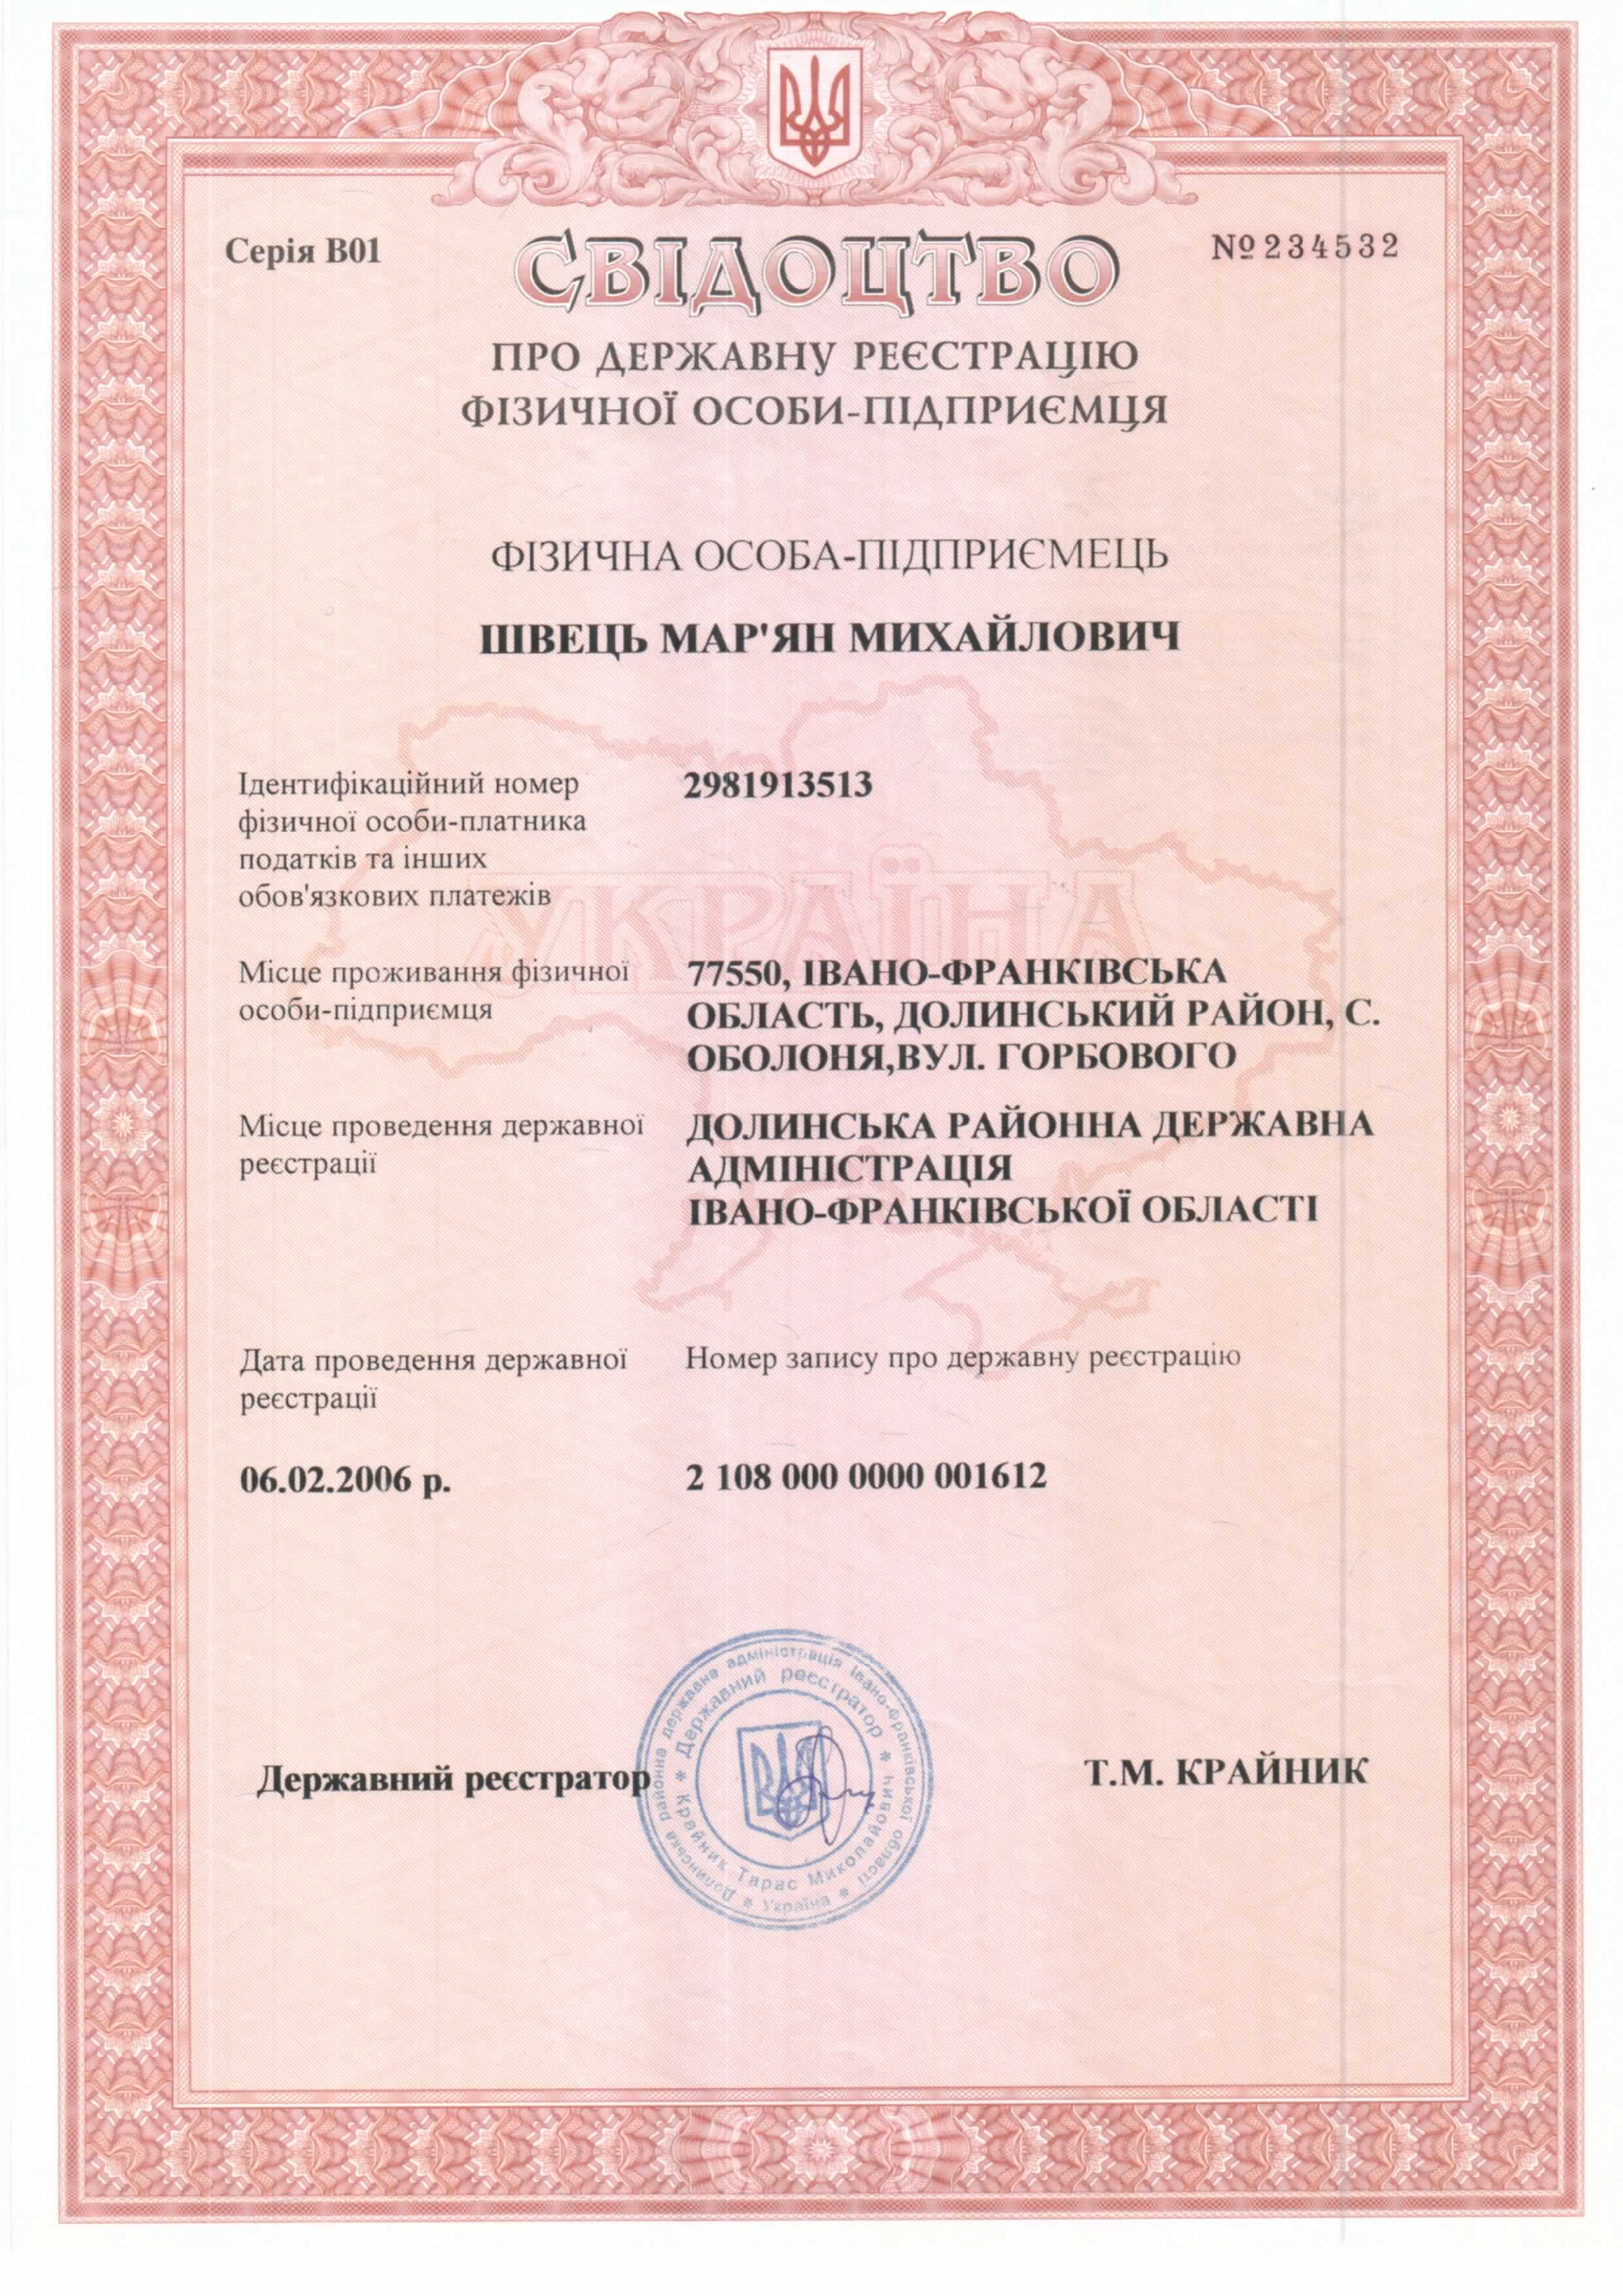 Серія В01
СВІДОЦТВО
№234532
ПРО ДЕРЖАВНУ РЕЄСТРАЦІЮ
ФІЗИЧНОЇ ОСОБИ-ПІДПРИЄМЦЯ
ФІЗИЧНА ОСОБА-ПІДПРИЄМЕЦЬ
ШВЕЦЬ МАР'ЯН МИХАЙЛОВИЧ
Ідентифікаційний номер
фізичної особи-платника
податків та інших
обов'язкових платежів
2981913513
УКРАЇНА
Місце проживання фізичної
особи-підприємця
77550, ІВАНО-ФРАНКІВСЬКА
ОБЛАСТЬ, ДОЛИНСЬКИЙ РАЙОН, С.
ОБОЛОНЯ,ВУЛ. ГОРБОВОГО
Місце проведення державної
реєстрації
ДОЛИНСЬКА РАЙОННА ДЕРЖАВНА
АДМІНІСТРАЦІЯ
ІВАНО-ФРАНКІВСЬКОЇ ОБЛАСТІ
Дата проведення державної
реєстрації
Номер запису про державну реєстрацію
06.02.2006 р.
2 108 000 0000 001612
Державний реєстратор
Т.М. КРАЙНИК
Долинська районна державна адміністрація Івано-Франківської області * Україна *
Державний реєстратор * Крайник Тарас Миколайович *